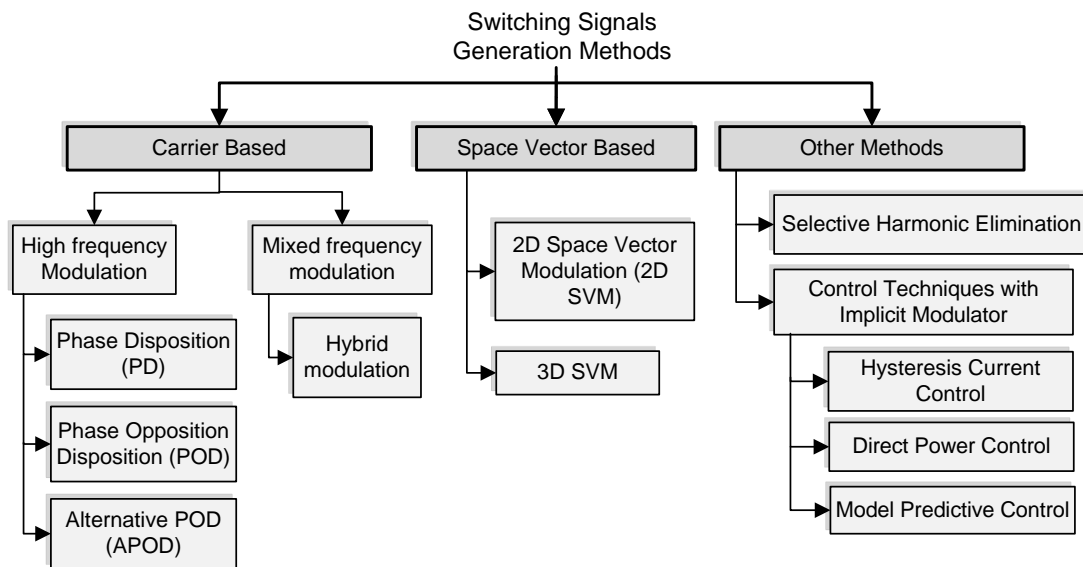 Switching Signals
Generation Methods
Carrier Based
Space Vector Based
Other Methods
High frequency
Modulation
Mixed frequency
modulation
Phase Disposition
(PD)
Phase Opposition
Disposition (POD)
Alternative POD
(APOD)
Hybrid
modulation
2D Space Vector
Modulation (2D
SVM)
3D SVM
Selective Harmonic Elimination
Control Techniques with
Implicit Modulator
Hysteresis Current
Control
Direct Power Control
Model Predictive Control